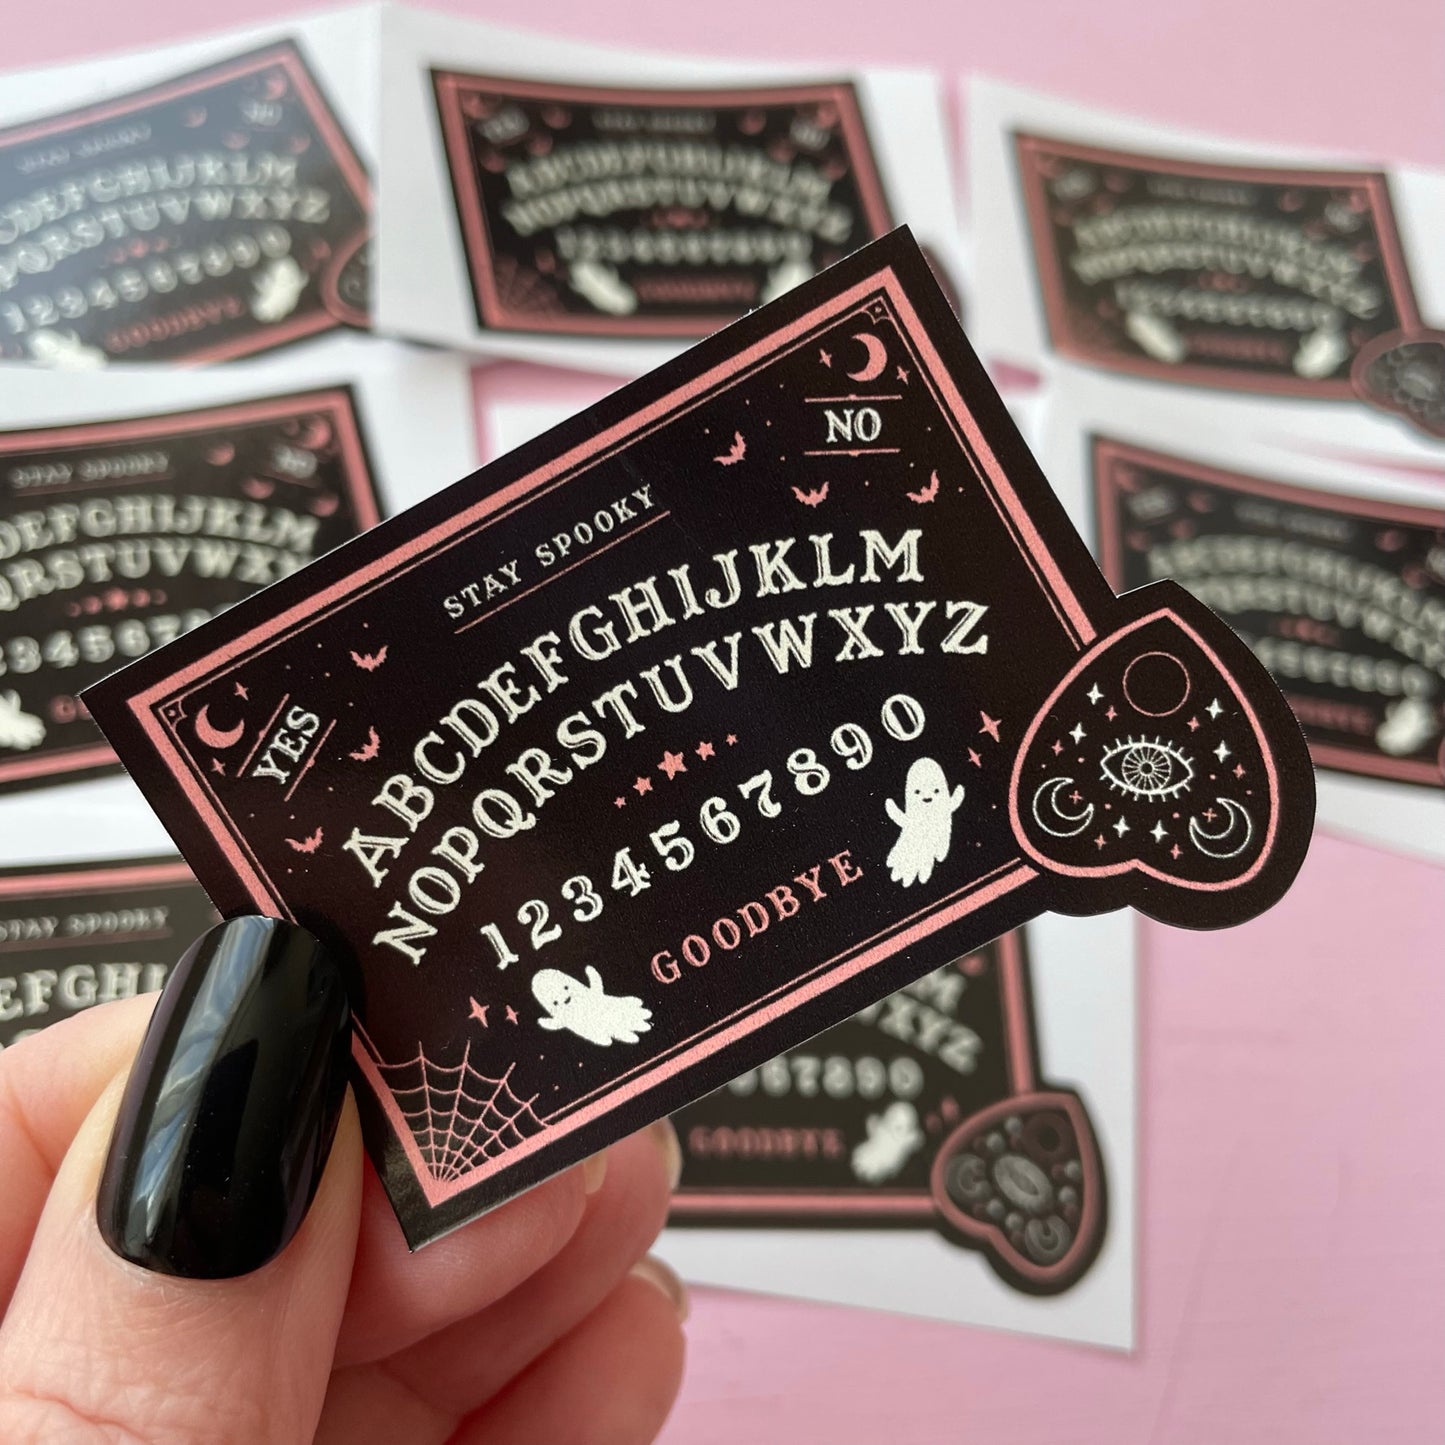 STAY SPOOKY
YES
NO
ABCDEFGHIJKLM
NOPQRSTUVWXYZ
1234567890
GOODBYE